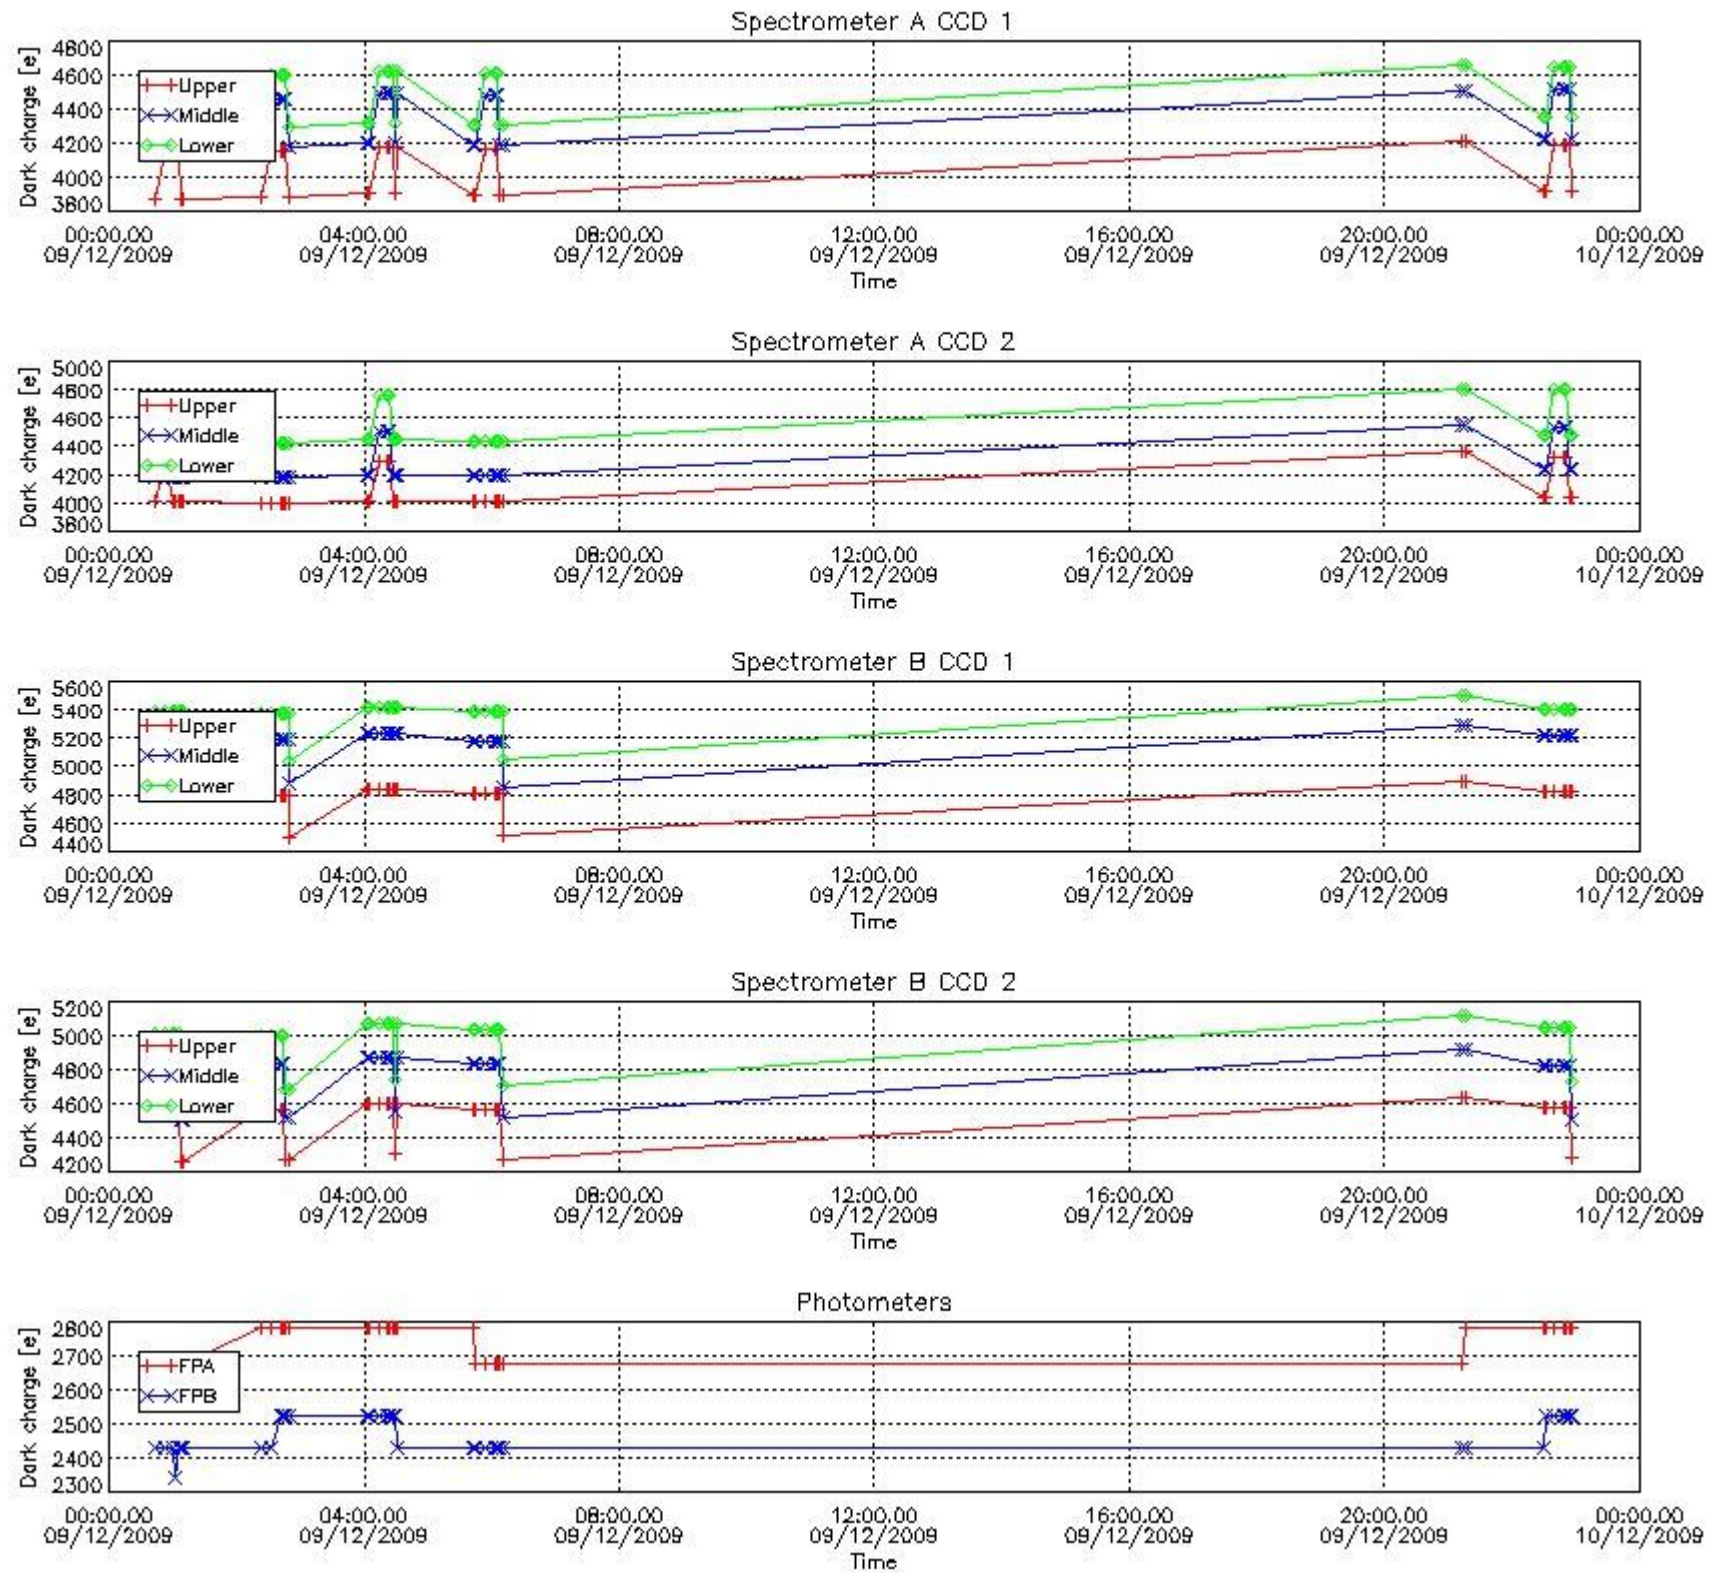 Spectrometer A CCD 1
Dark charge [e]
4800
4600
4400
4200
4000
3800
Upper
Middle
Lower
00:00.00 04:00.00 08:00.00 12:00.00 16:00.00 20:00.00 00:00.00
09/12/2009 09/12/2009 09/12/2009 09/12/2009 09/12/2009 09/12/2009 10/12/2009
Time
Spectrometer A CCD 2
Dark charge [e]
5000
4800
4600
4400
4200
4000
3800
Upper
Middle
Lower
00:00.00 04:00.00 08:00.00 12:00.00 16:00.00 20:00.00 00:00.00
09/12/2009 09/12/2009 09/12/2009 09/12/2009 09/12/2009 09/12/2009 10/12/2009
Time
Spectrometer B CCD 1
Dark charge [e]
5600
5400
5200
5000
4800
4600
4400
Upper
Middle
Lower
00:00.00 04:00.00 08:00.00 12:00.00 16:00.00 20:00.00 00:00.00
09/12/2009 09/12/2009 09/12/2009 09/12/2009 09/12/2009 09/12/2009 10/12/2009
Time
Spectrometer B CCD 2
Dark charge [e]
5200
5000
4800
4600
4400
4200
Upper
Middle
Lower
00:00.00 04:00.00 08:00.00 12:00.00 16:00.00 20:00.00 00:00.00
09/12/2009 09/12/2009 09/12/2009 09/12/2009 09/12/2009 09/12/2009 10/12/2009
Time
Photometers
Dark charge [e]
2800
2700
2600
2500
2400
2300
FPA
FPB
00:00.00 04:00.00 08:00.00 12:00.00 16:00.00 20:00.00 00:00.00
09/12/2009 09/12/2009 09/12/2009 09/12/2009 09/12/2009 09/12/2009 10/12/2009
Time